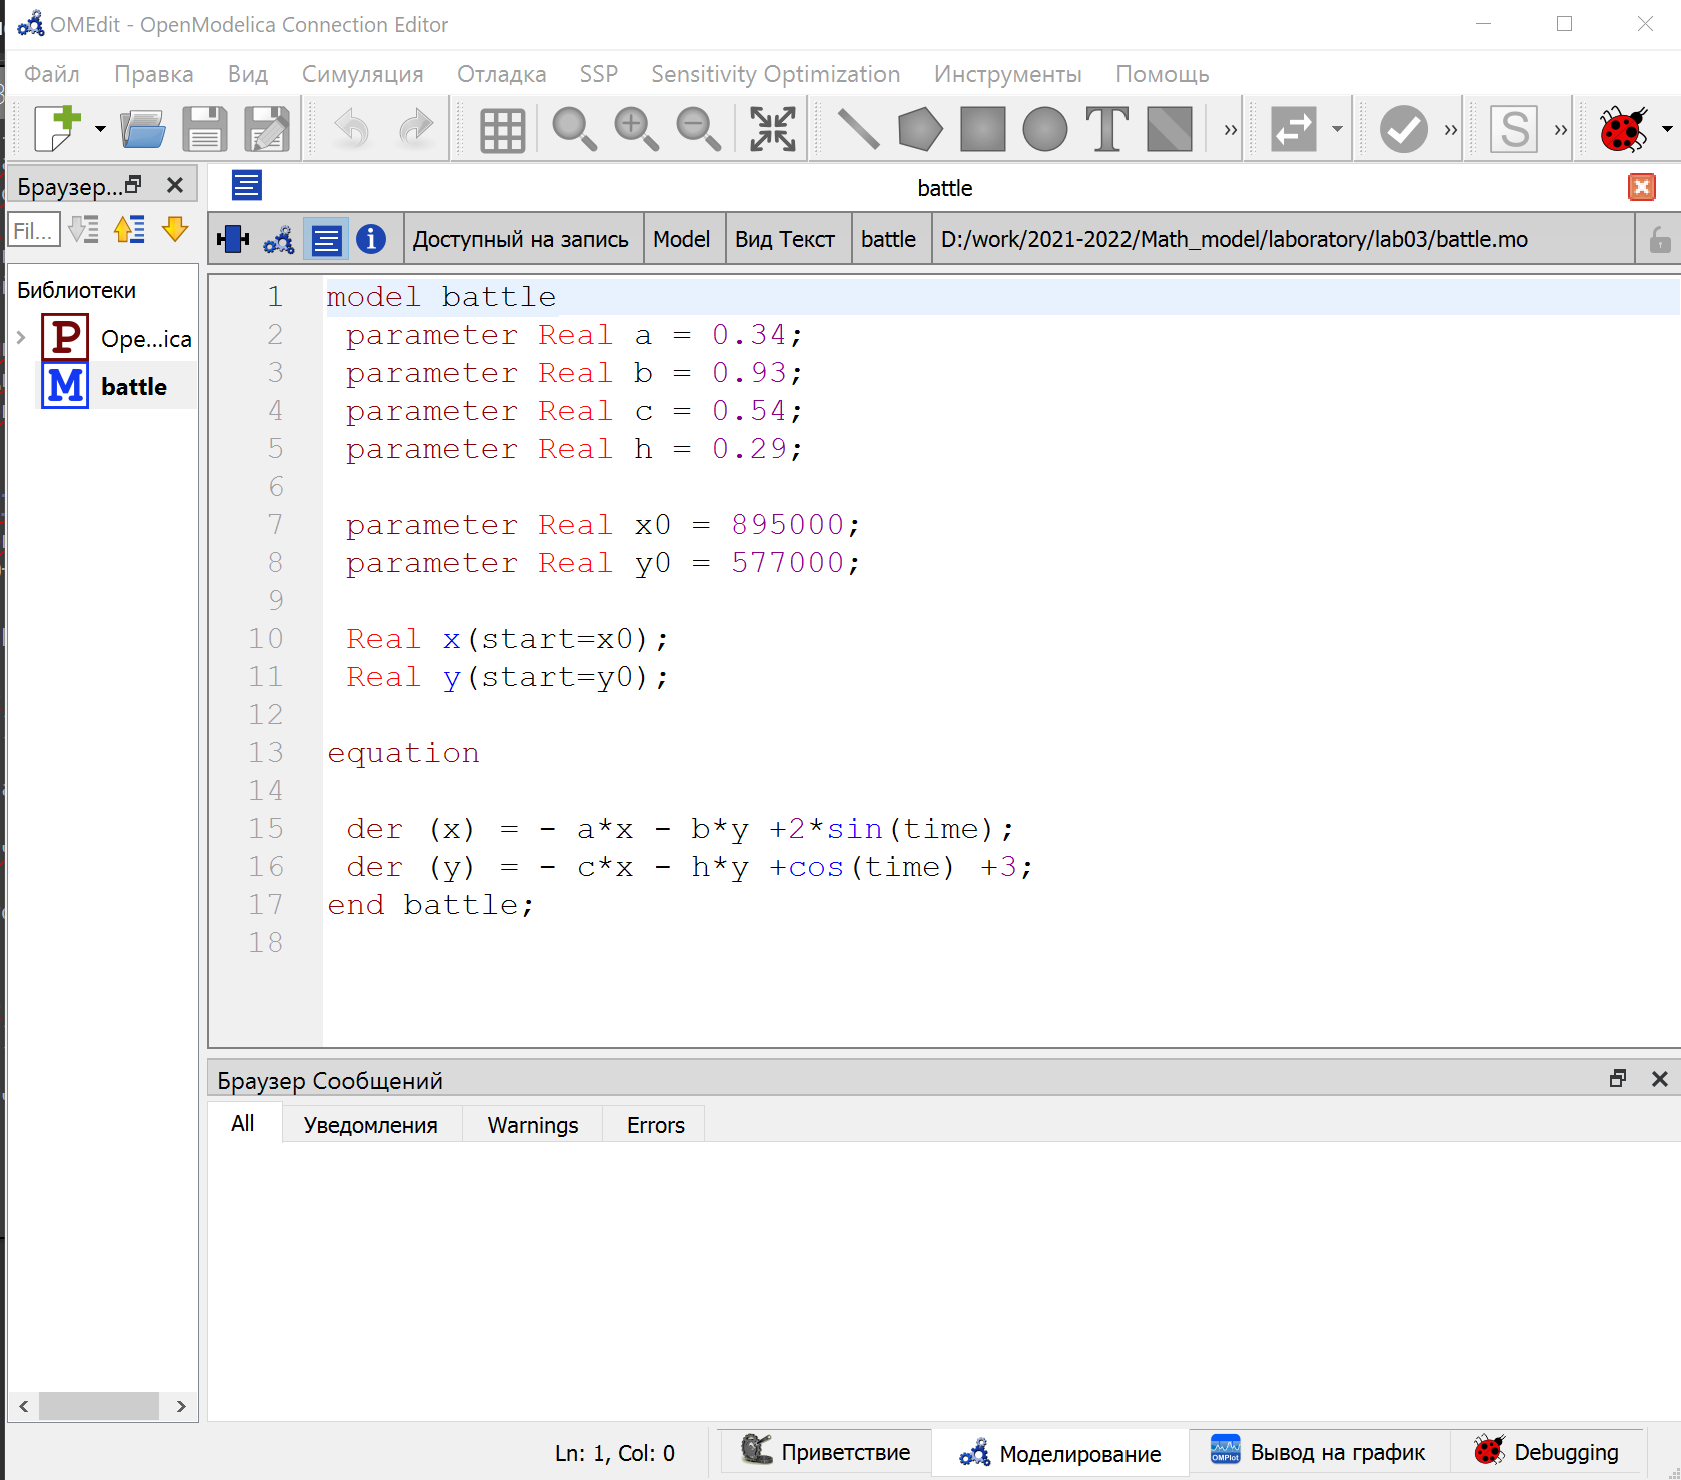 OMEdit - OpenModelica Connection Editor
Файл Правка Вид Симуляция Отладка SSP Sensitivity Optimization Инструменты Помощь
T » » S »
Браузер...
battle
Fil...
i Доступный на запись Model Вид Текст battle D:/work/2021-2022/Math_model/laboratory/lab03/battle.mo
Библиотеки
P Ope...ica
M battle
1 model battle
2 parameter Real a = 0.34;
3 parameter Real b = 0.93;
4 parameter Real c = 0.54;
5 parameter Real h = 0.29;
6
7 parameter Real x0 = 895000;
8 parameter Real y0 = 577000;
9
10 Real x(start=x0);
11 Real y(start=y0);
12
13 equation
14
15 der (x) = - a*x - b*y +2*sin(time);
16 der (y) = - c*x - h*y +cos(time) +3;
17 end battle;
18
Браузер Сообщений
All Уведомления Warnings Errors
Ln: 1, Col: 0 Приветствие Моделирование OMPlot Вывод на график Debugging